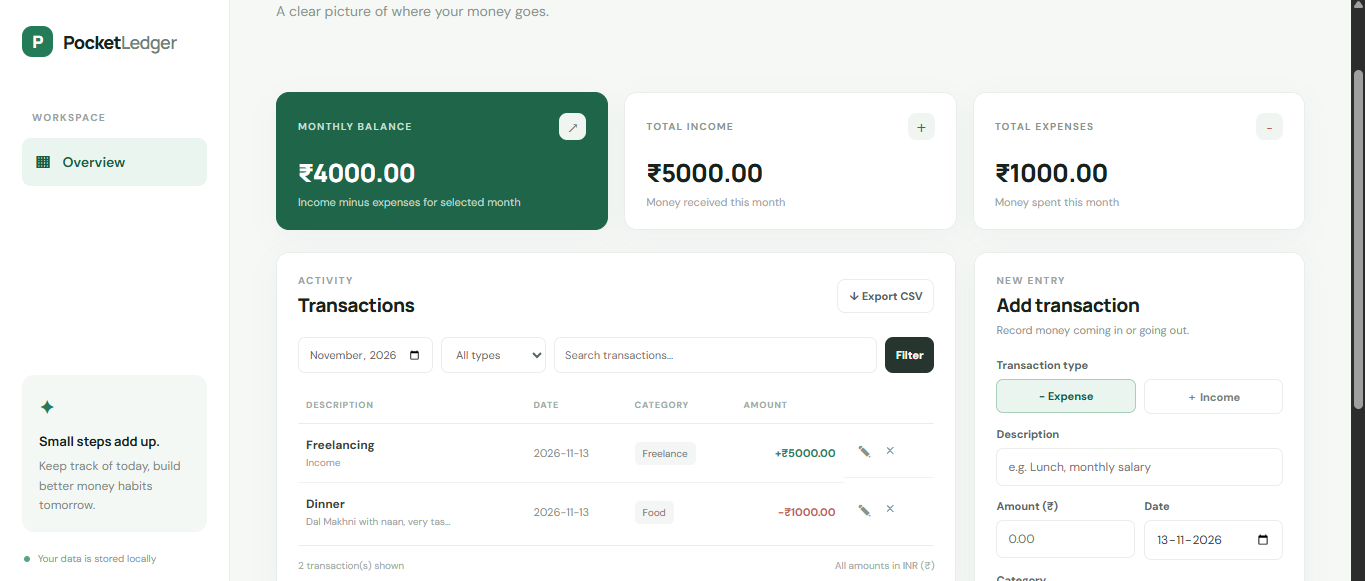 P PocketLedger
WORKSPACE
Overview
Small steps add up.
Keep track of today, build
better money habits
tomorrow.
Your data is stored locally
A clear picture of where your money goes.
MONTHLY BALANCE ↗
₹4000.00
Income minus expenses for selected month
TOTAL INCOME +
₹5000.00
Money received this month
TOTAL EXPENSES -
₹1000.00
Money spent this month
ACTIVITY
Transactions
↓ Export CSV
November, 2026 All types Search transactions... Filter
DESCRIPTION DATE CATEGORY AMOUNT
Freelancing 2026-11-13 Freelance +₹5000.00 ×
Income
Dinner 2026-11-13 Food -₹1000.00 ×
Dal Makhni with naan, very tas...
2 transaction(s) shown All amounts in INR (₹)
NEW ENTRY
Add transaction
Record money coming in or going out.
Transaction type
- Expense + Income
Description
e.g. Lunch, monthly salary
Amount (₹) Date
0.00 13-11-2026
Category